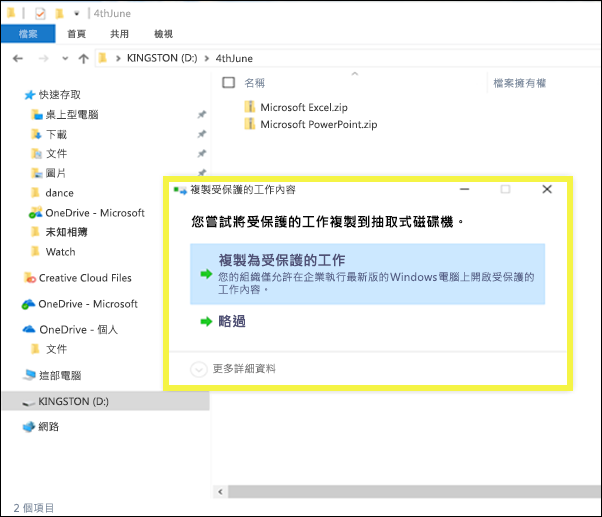 4thJune
檔案 首頁 共用 檢視
KINGSTON (D:) 4thJune
快速存取
桌上型電腦
下載
文件
圖片
dance
OneDrive - Microsoft
未知相簿
Watch
Creative Cloud Files
OneDrive - Microsoft
OneDrive - 個人
文件
這部電腦
KINGSTON (D:)
網路
名稱 檔案擁有權
Microsoft Excel.zip
Microsoft PowerPoint.zip
複製受保護的工作內容
您嘗試將受保護的工作複製到抽取式磁碟機。
複製為受保護的工作
您的組織僅允許在企業執行最新版的Windows電腦上開啟受保護的
工作內容。
略過
更多詳細資料
2 個項目